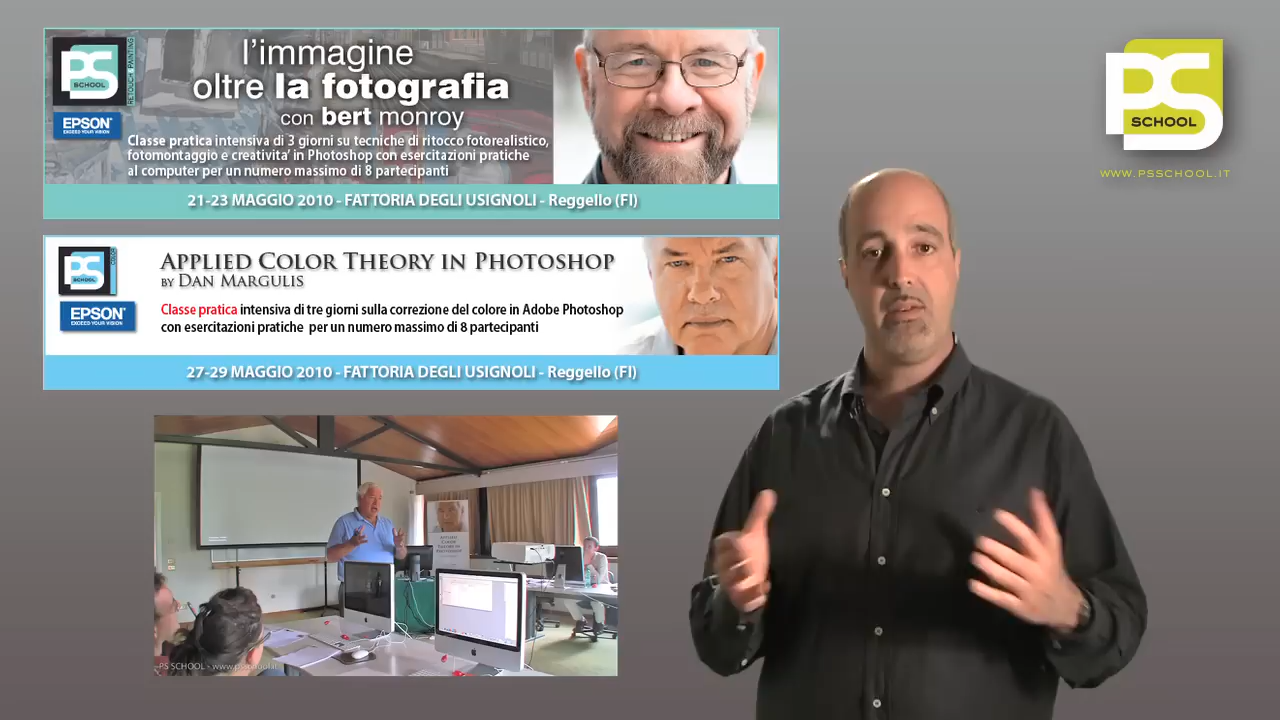 PS
SCHOOL
RETOUCH PAINTING
EPSON
EXCEED YOUR VISION
l'immagine
oltre la fotografia
con bert monroy
Classe pratica intensiva di 3 giorni su tecniche di ritocco fotorealistico,
fotomontaggio e creativita' in Photoshop con esercitazioni pratiche
al computer per un numero massimo di 8 partecipanti
21-23 MAGGIO 2010 - FATTORIA DEGLI USIGNOLI - Reggello (FI)
PS
SCHOOL
WWW.PSSCHOOL.IT
PS
SCHOOL
EPSON
EXCEED YOUR VISION
APPLIED COLOR THEORY IN PHOTOSHOP
BY DAN MARGULIS
Classe pratica intensiva di tre giorni sulla correzione del colore in Adobe Photoshop
con esercitazioni pratiche per un numero massimo di 8 partecipanti
27-29 MAGGIO 2010 - FATTORIA DEGLI USIGNOLI - Reggello (FI)
APPLIED
COLOR
THEORY IN
PHOTOSHOP
PS SCHOOL - www.psschool.it